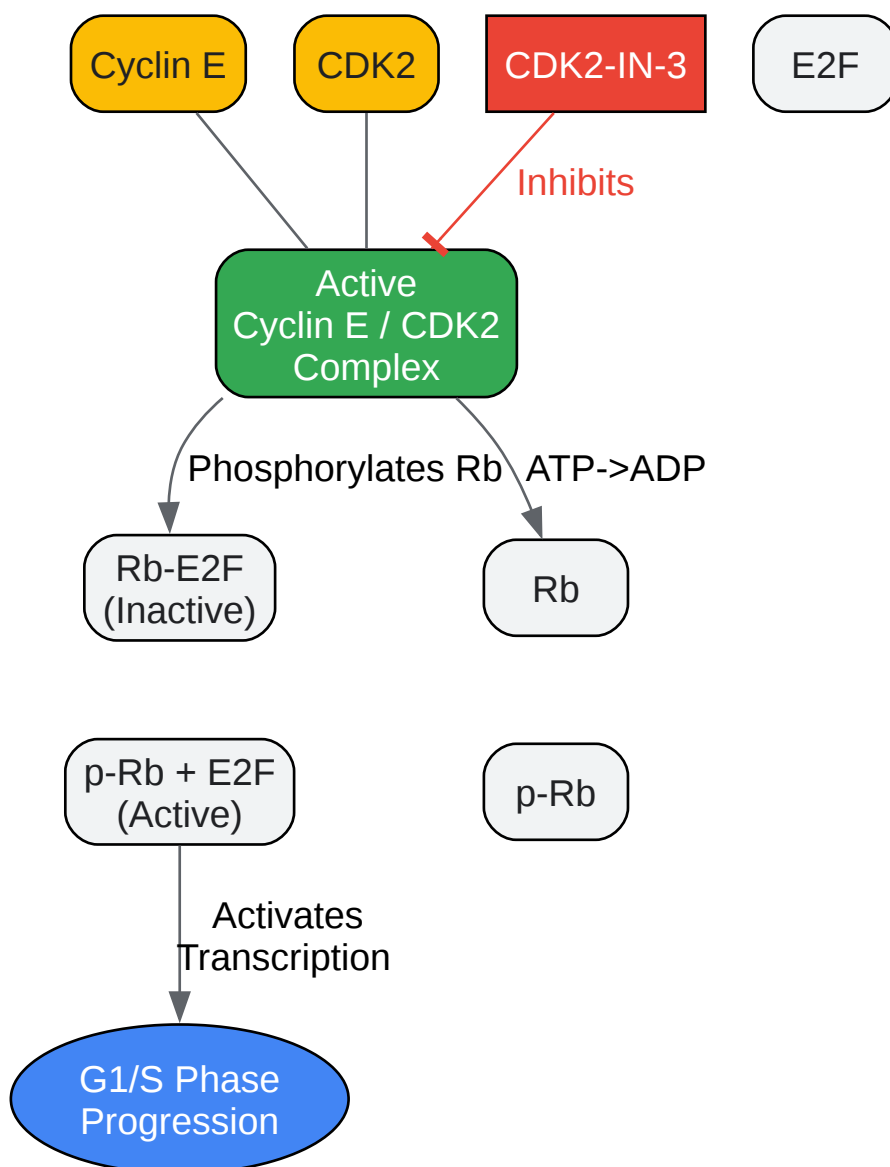 Cyclin E
CDK2
CDK2-IN-3
E2F
Inhibits
Active
Cyclin E / CDK2
Complex
Phosphorylates Rb
ATP->ADP
Rb-E2F
(Inactive)
Rb
p-Rb + E2F
(Active)
p-Rb
Activates
Transcription
G1/S Phase
Progression